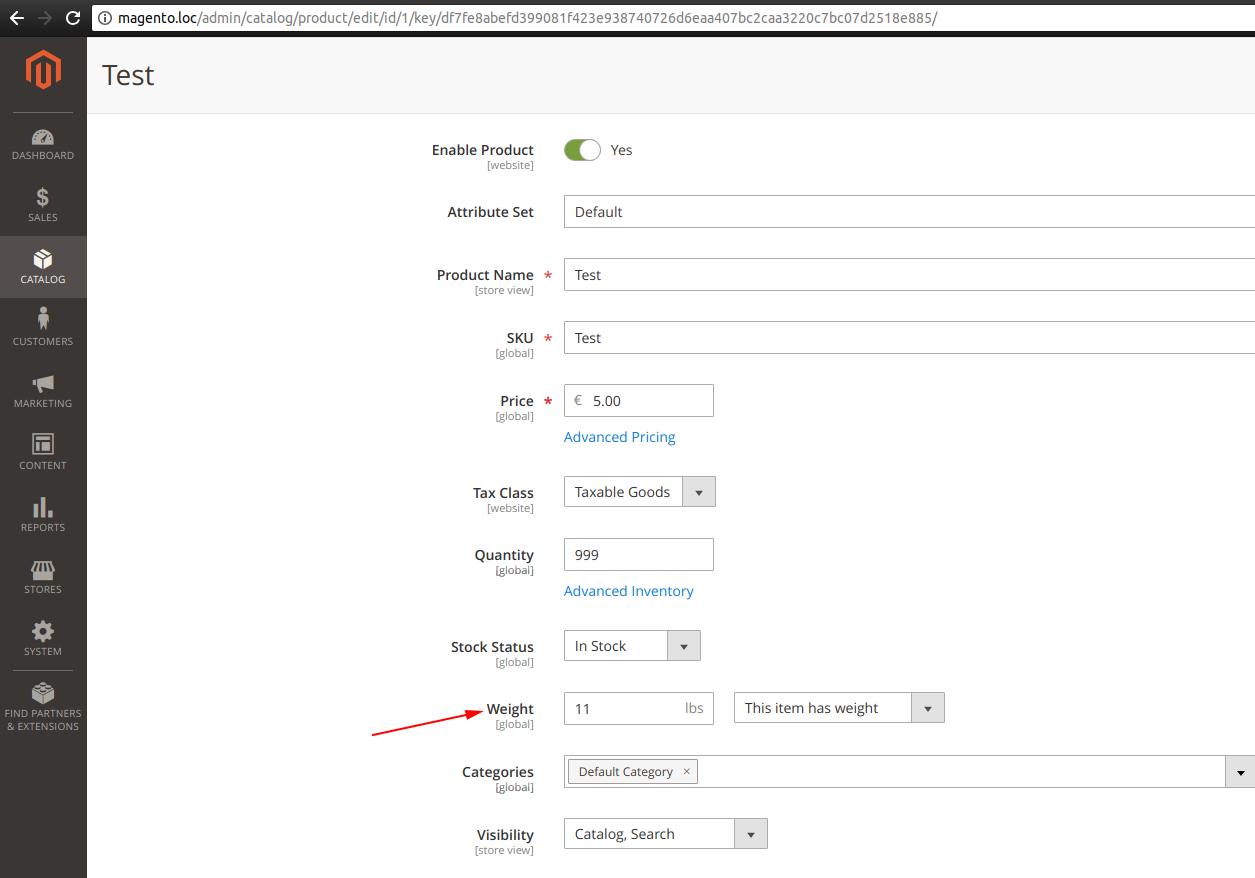 magento.loc/admin/catalog/product/edit/id/1/key/df7fe8abefd399081f423e938740726d6eaa407bc2caa3220c7bc07d2518e885/
Test
DASHBOARD
SALES
CATALOG
CUSTOMERS
MARKETING
CONTENT
REPORTS
STORES
SYSTEM
FIND PARTNERS
& EXTENSIONS
Enable Product Yes
[website]
Attribute Set Default
Product Name * Test
[store view]
SKU * Test
[global]
Price * € 5.00
[global]
Advanced Pricing
Tax Class Taxable Goods
[website]
Quantity 999
[global]
Advanced Inventory
Stock Status In Stock
[global]
Weight 11 lbs This item has weight
[global]
Categories Default Category ×
[global]
Visibility Catalog, Search
[store view]